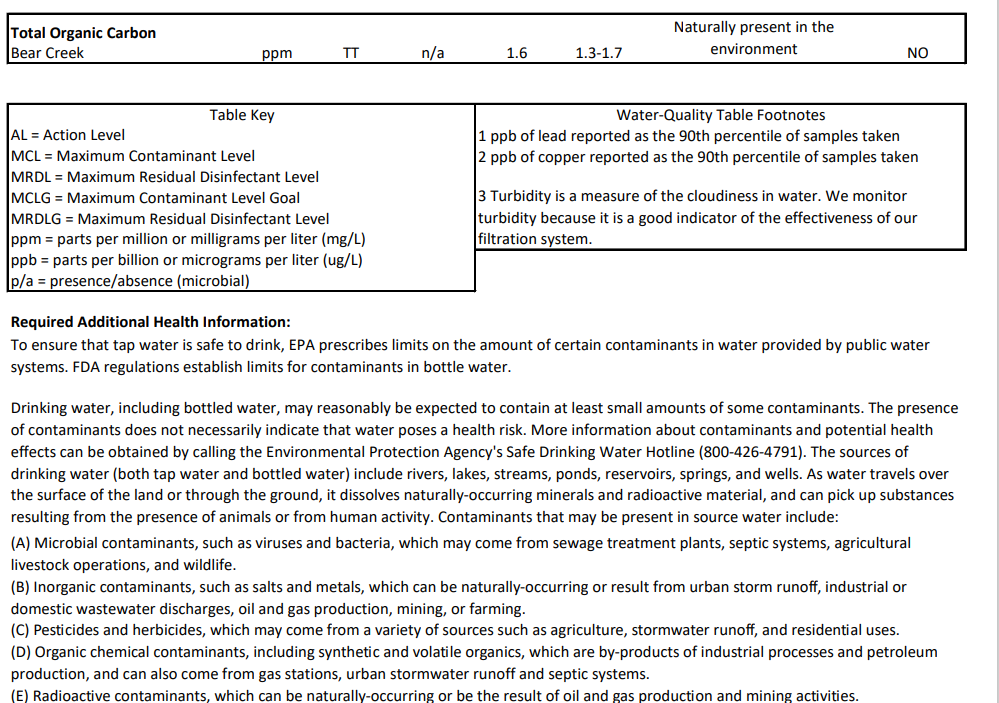 Total Organic Carbon
Naturally present in the
Bear Creek ppm TT n/a 1.6 1.3-1.7 environment NO
Table Key
AL = Action Level
MCL = Maximum Contaminant Level
MRDL = Maximum Residual Disinfectant Level
MCLG = Maximum Contaminant Level Goal
MRDLG = Maximum Residual Disinfectant Level
ppm = parts per million or milligrams per liter (mg/L)
ppb = parts per billion or micrograms per liter (ug/L)
p/a = presence/absence (microbial)
Water-Quality Table Footnotes
1 ppb of lead reported as the 90th percentile of samples taken
2 ppb of copper reported as the 90th percentile of samples taken
3 Turbidity is a measure of the cloudiness in water. We monitor
turbidity because it is a good indicator of the effectiveness of our
filtration system.
Required Additional Health Information:
To ensure that tap water is safe to drink, EPA prescribes limits on the amount of certain contaminants in water provided by public water
systems. FDA regulations establish limits for contaminants in bottle water.
Drinking water, including bottled water, may reasonably be expected to contain at least small amounts of some contaminants. The presence
of contaminants does not necessarily indicate that water poses a health risk. More information about contaminants and potential health
effects can be obtained by calling the Environmental Protection Agency's Safe Drinking Water Hotline (800-426-4791). The sources of
drinking water (both tap water and bottled water) include rivers, lakes, streams, ponds, reservoirs, springs, and wells. As water travels over
the surface of the land or through the ground, it dissolves naturally-occurring minerals and radioactive material, and can pick up substances
resulting from the presence of animals or from human activity. Contaminants that may be present in source water include:
(A) Microbial contaminants, such as viruses and bacteria, which may come from sewage treatment plants, septic systems, agricultural
livestock operations, and wildlife.
(B) Inorganic contaminants, such as salts and metals, which can be naturally-occurring or result from urban storm runoff, industrial or
domestic wastewater discharges, oil and gas production, mining, or farming.
(C) Pesticides and herbicides, which may come from a variety of sources such as agriculture, stormwater runoff, and residential uses.
(D) Organic chemical contaminants, including synthetic and volatile organics, which are by-products of industrial processes and petroleum
production, and can also come from gas stations, urban stormwater runoff and septic systems.
(E) Radioactive contaminants, which can be naturally-occurring or be the result of oil and gas production and mining activities.